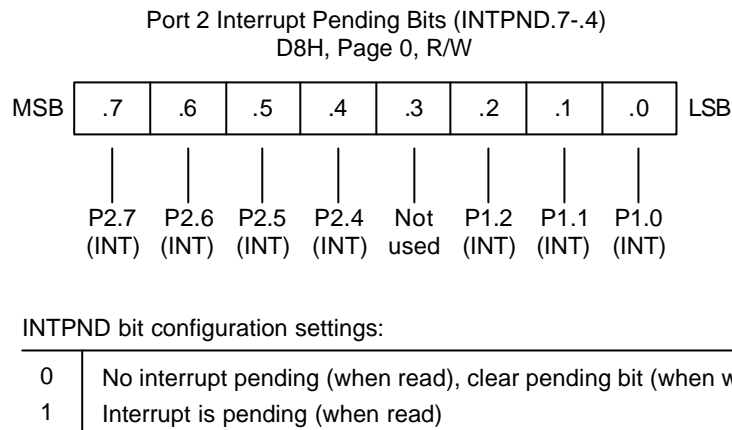 Port 2 Interrupt Pending Bits (INTPND.7-.4)
D8H, Page 0, R/W
MSB .7 .6 .5 .4 .3 .2 .1 .0 LSB
P2.7 P2.6 P2.5 P2.4 Not P1.2 P1.1 P1.0
(INT) (INT) (INT) (INT) used (INT) (INT) (INT)
INTPND bit configuration settings:
0 No interrupt pending (when read), clear pending bit (when
1 Interrupt is pending (when read)